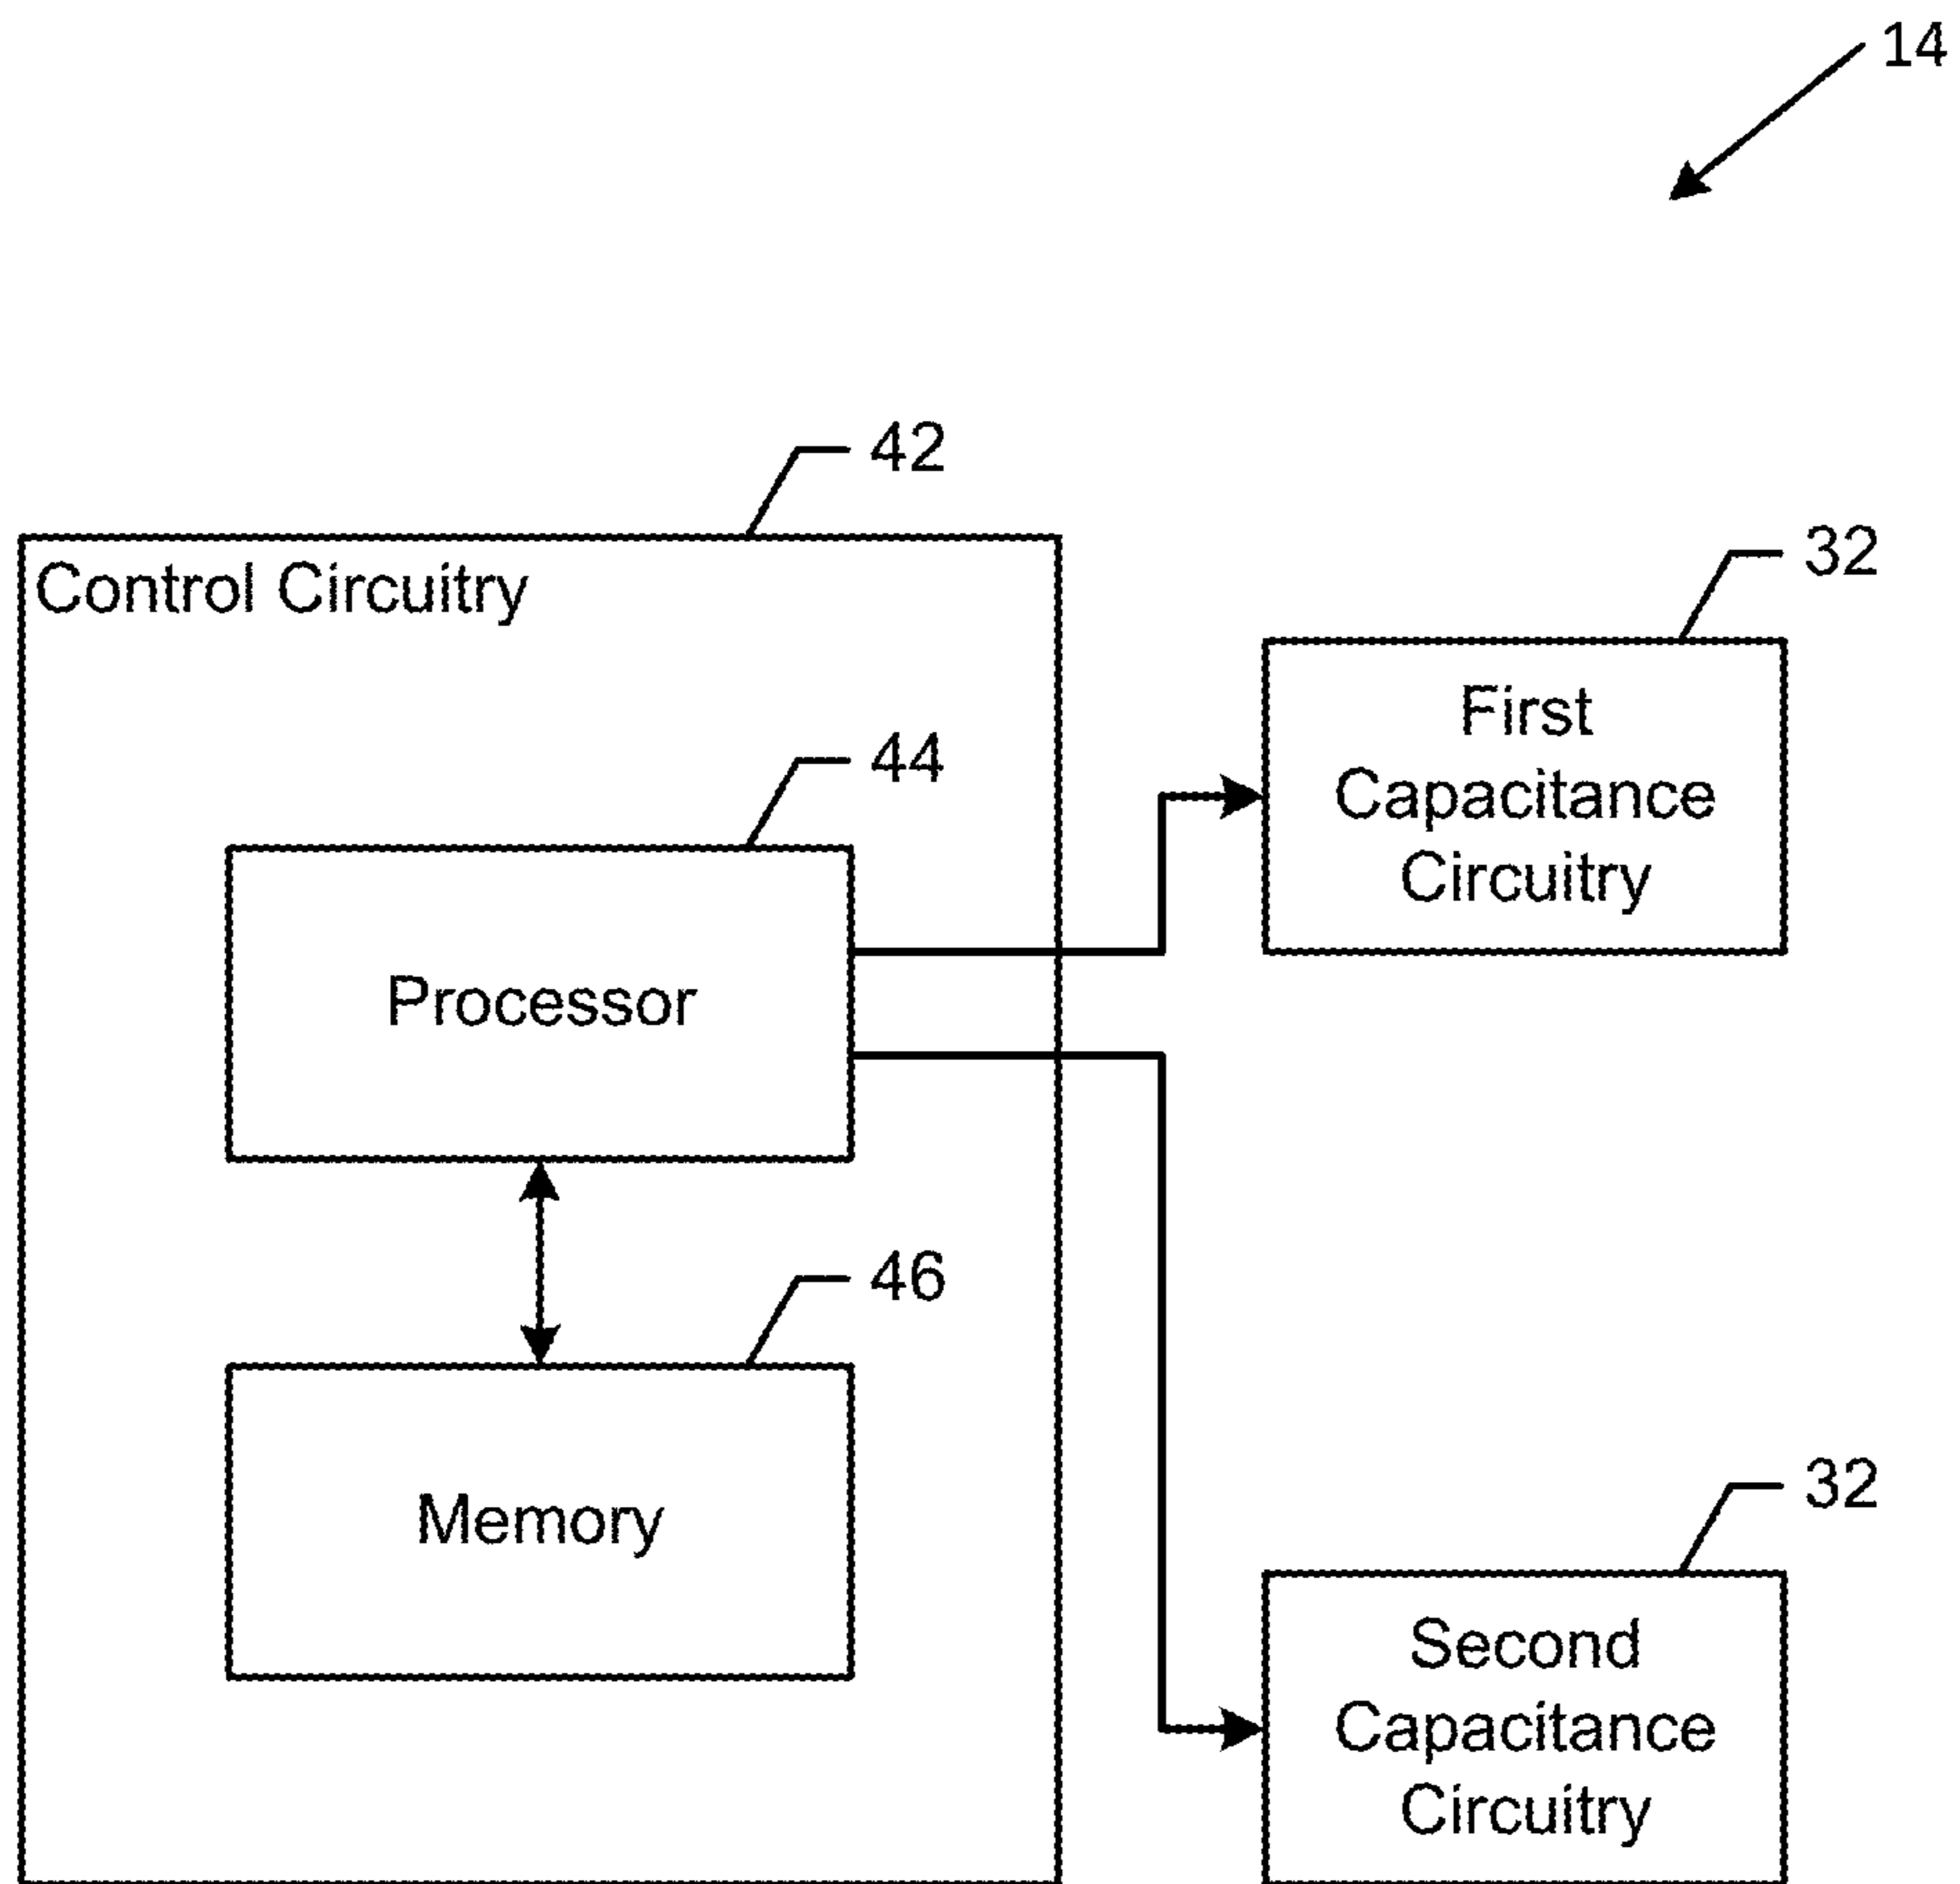 14
42
Control Circuitry
32
First
Capacitance
Circuitry
44
Processor
46
Memory
32
Second
Capacitance
Circuitry